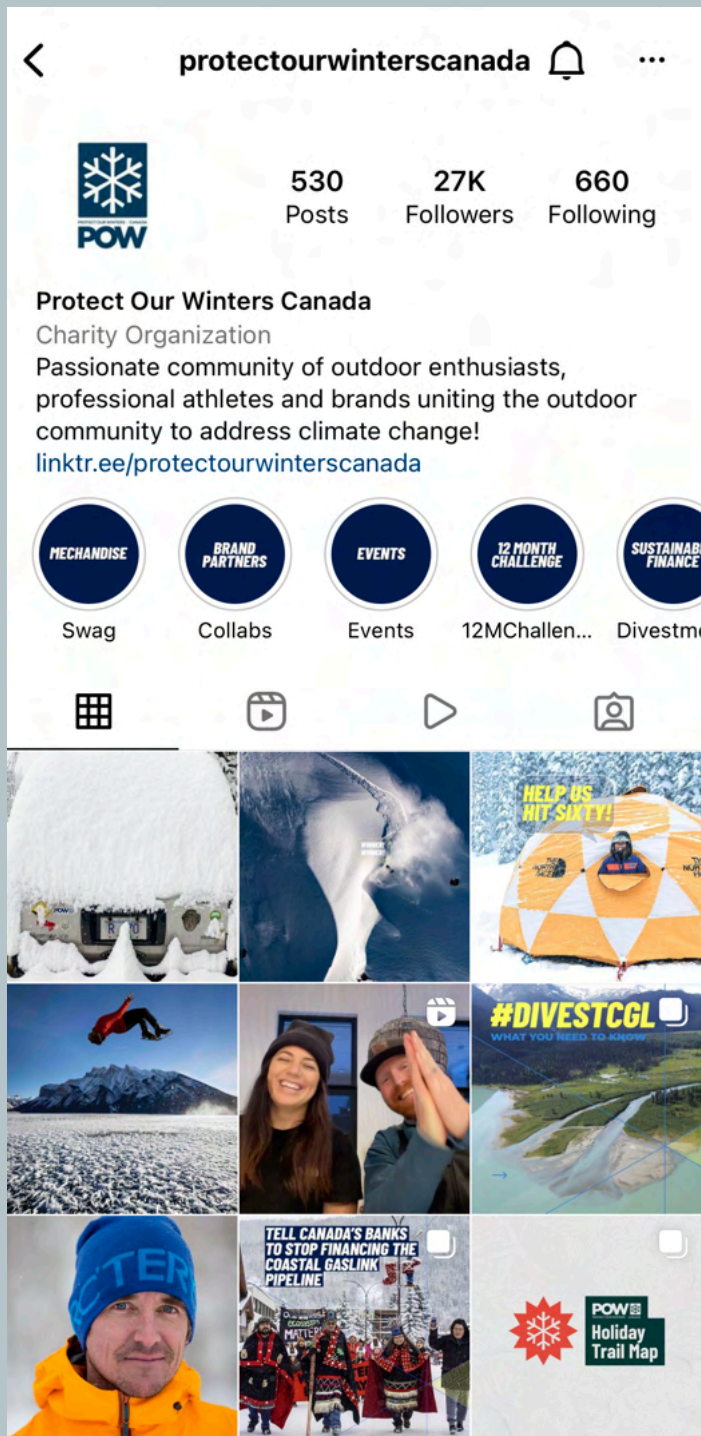 protectourwinterscanada
POW
530
Posts
27K
Followers
660
Following
Protect Our Winters Canada
Charity Organization
Passionate community of outdoor enthusiasts,
professional athletes and brands uniting the outdoor
community to address climate change!
linktr.ee/protectourwinterscanada
MECHANDISE
BRAND
PARTNERS
EVENTS
12 MONTH
CHALLENGE
SUSTAINAB
FINANCE
Swag
Collabs
Events
12MChallen...
Divestme
HELP US
HIT SIXTY!
#DIVESTCGL
WHAT YOU NEED TO KNOW
C'TER
TELL CANADA'S BANKS
TO STOP FINANCING THE
COASTAL GASLINK
PIPELINE
MATTER
POW
Holiday
Trail Map